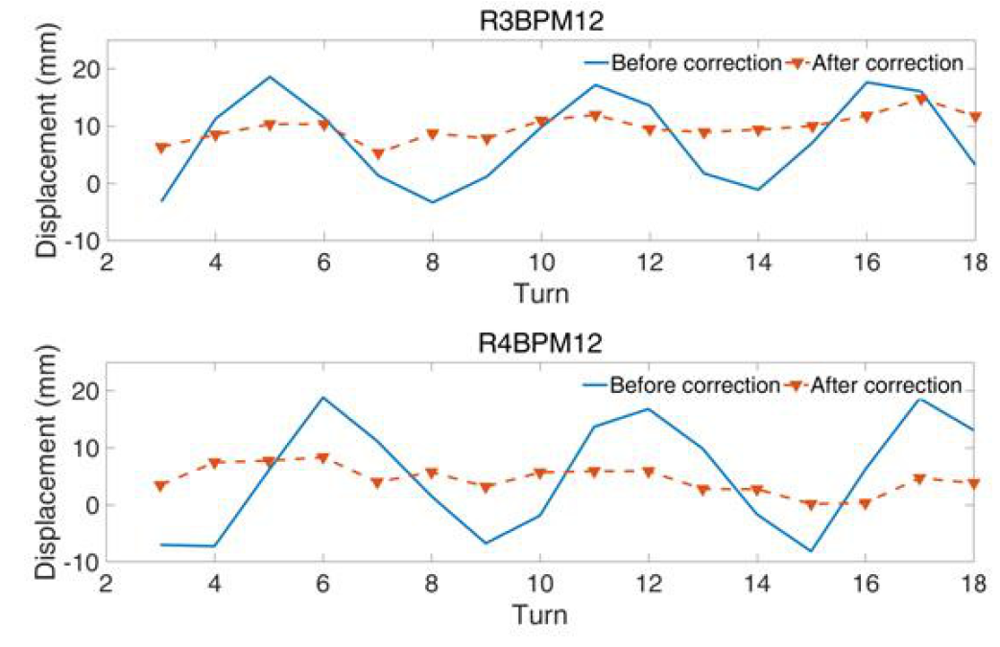 R3BPM12
Before correction After correction
Displacement (mm)
20
10
0
-10
2 4 6 8 10 12 14 16 18
Turn
R4BPM12
Before correction After correction
Displacement (mm)
20
10
0
-10
2 4 6 8 10 12 14 16 18
Turn